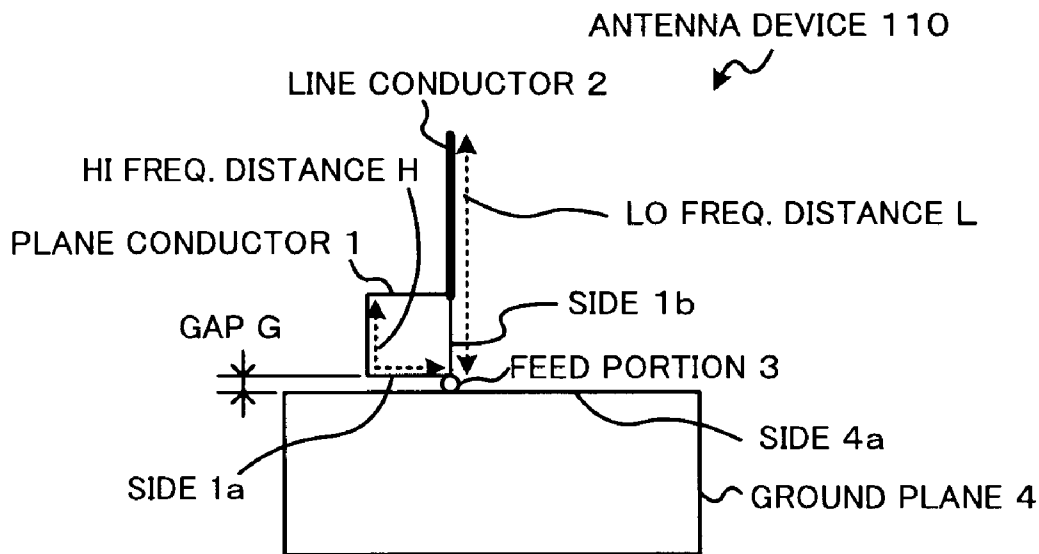 ANTENNA DEVICE 110
LINE CONDUCTOR 2
HI FREQ. DISTANCE H
LO FREQ. DISTANCE L
PLANE CONDUCTOR 1
SIDE 1b
GAP G
FEED PORTION 3
SIDE 4a
SIDE 1a
GROUND PLANE 4